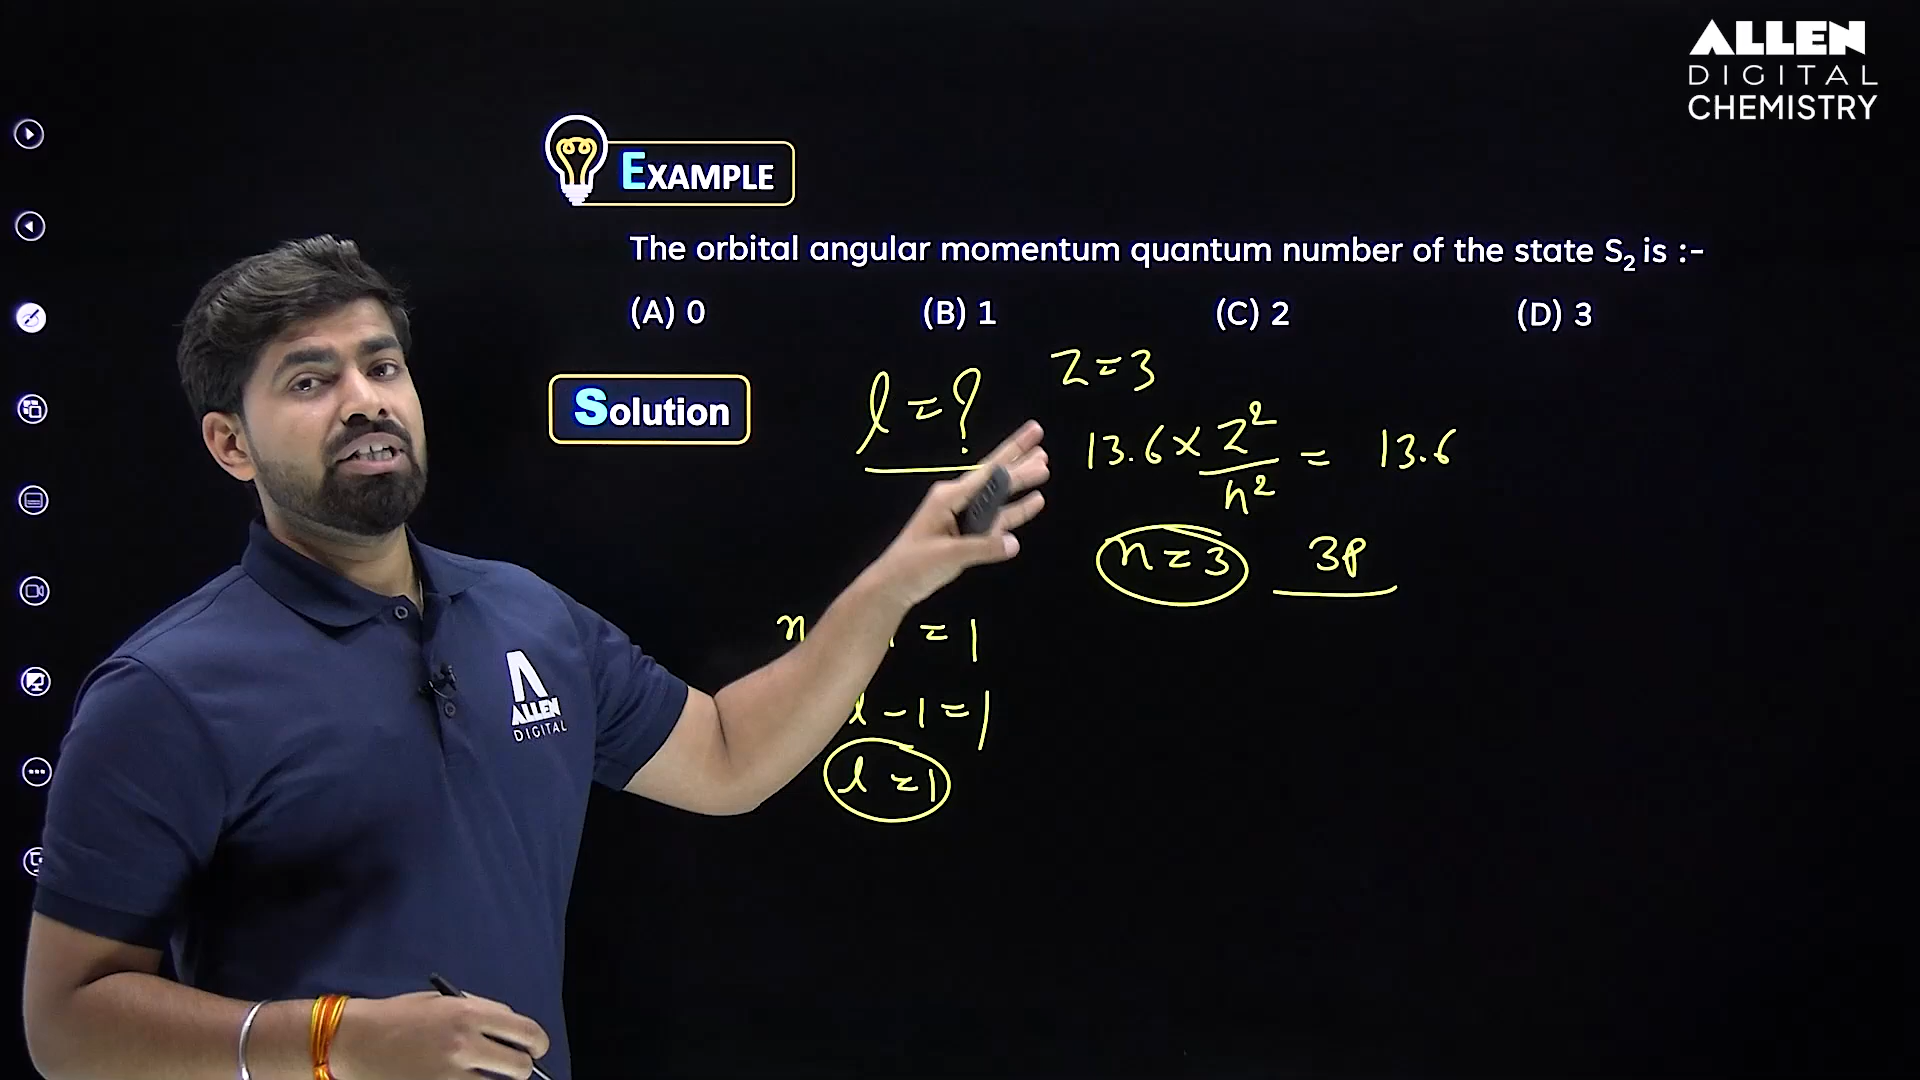 ALLEN
DIGITAL
CHEMISTRY
EXAMPLE
The orbital angular momentum quantum number of the state S₂ is :-
(A) 0 (B) 1 (C) 2 (D) 3
Solution
l = ?
Z = 3
13.6 × Z²/n² = 13.6
n = 3 3p
n = 1
l - 1 = 1
l = 1
ALLEN
DIGITAL